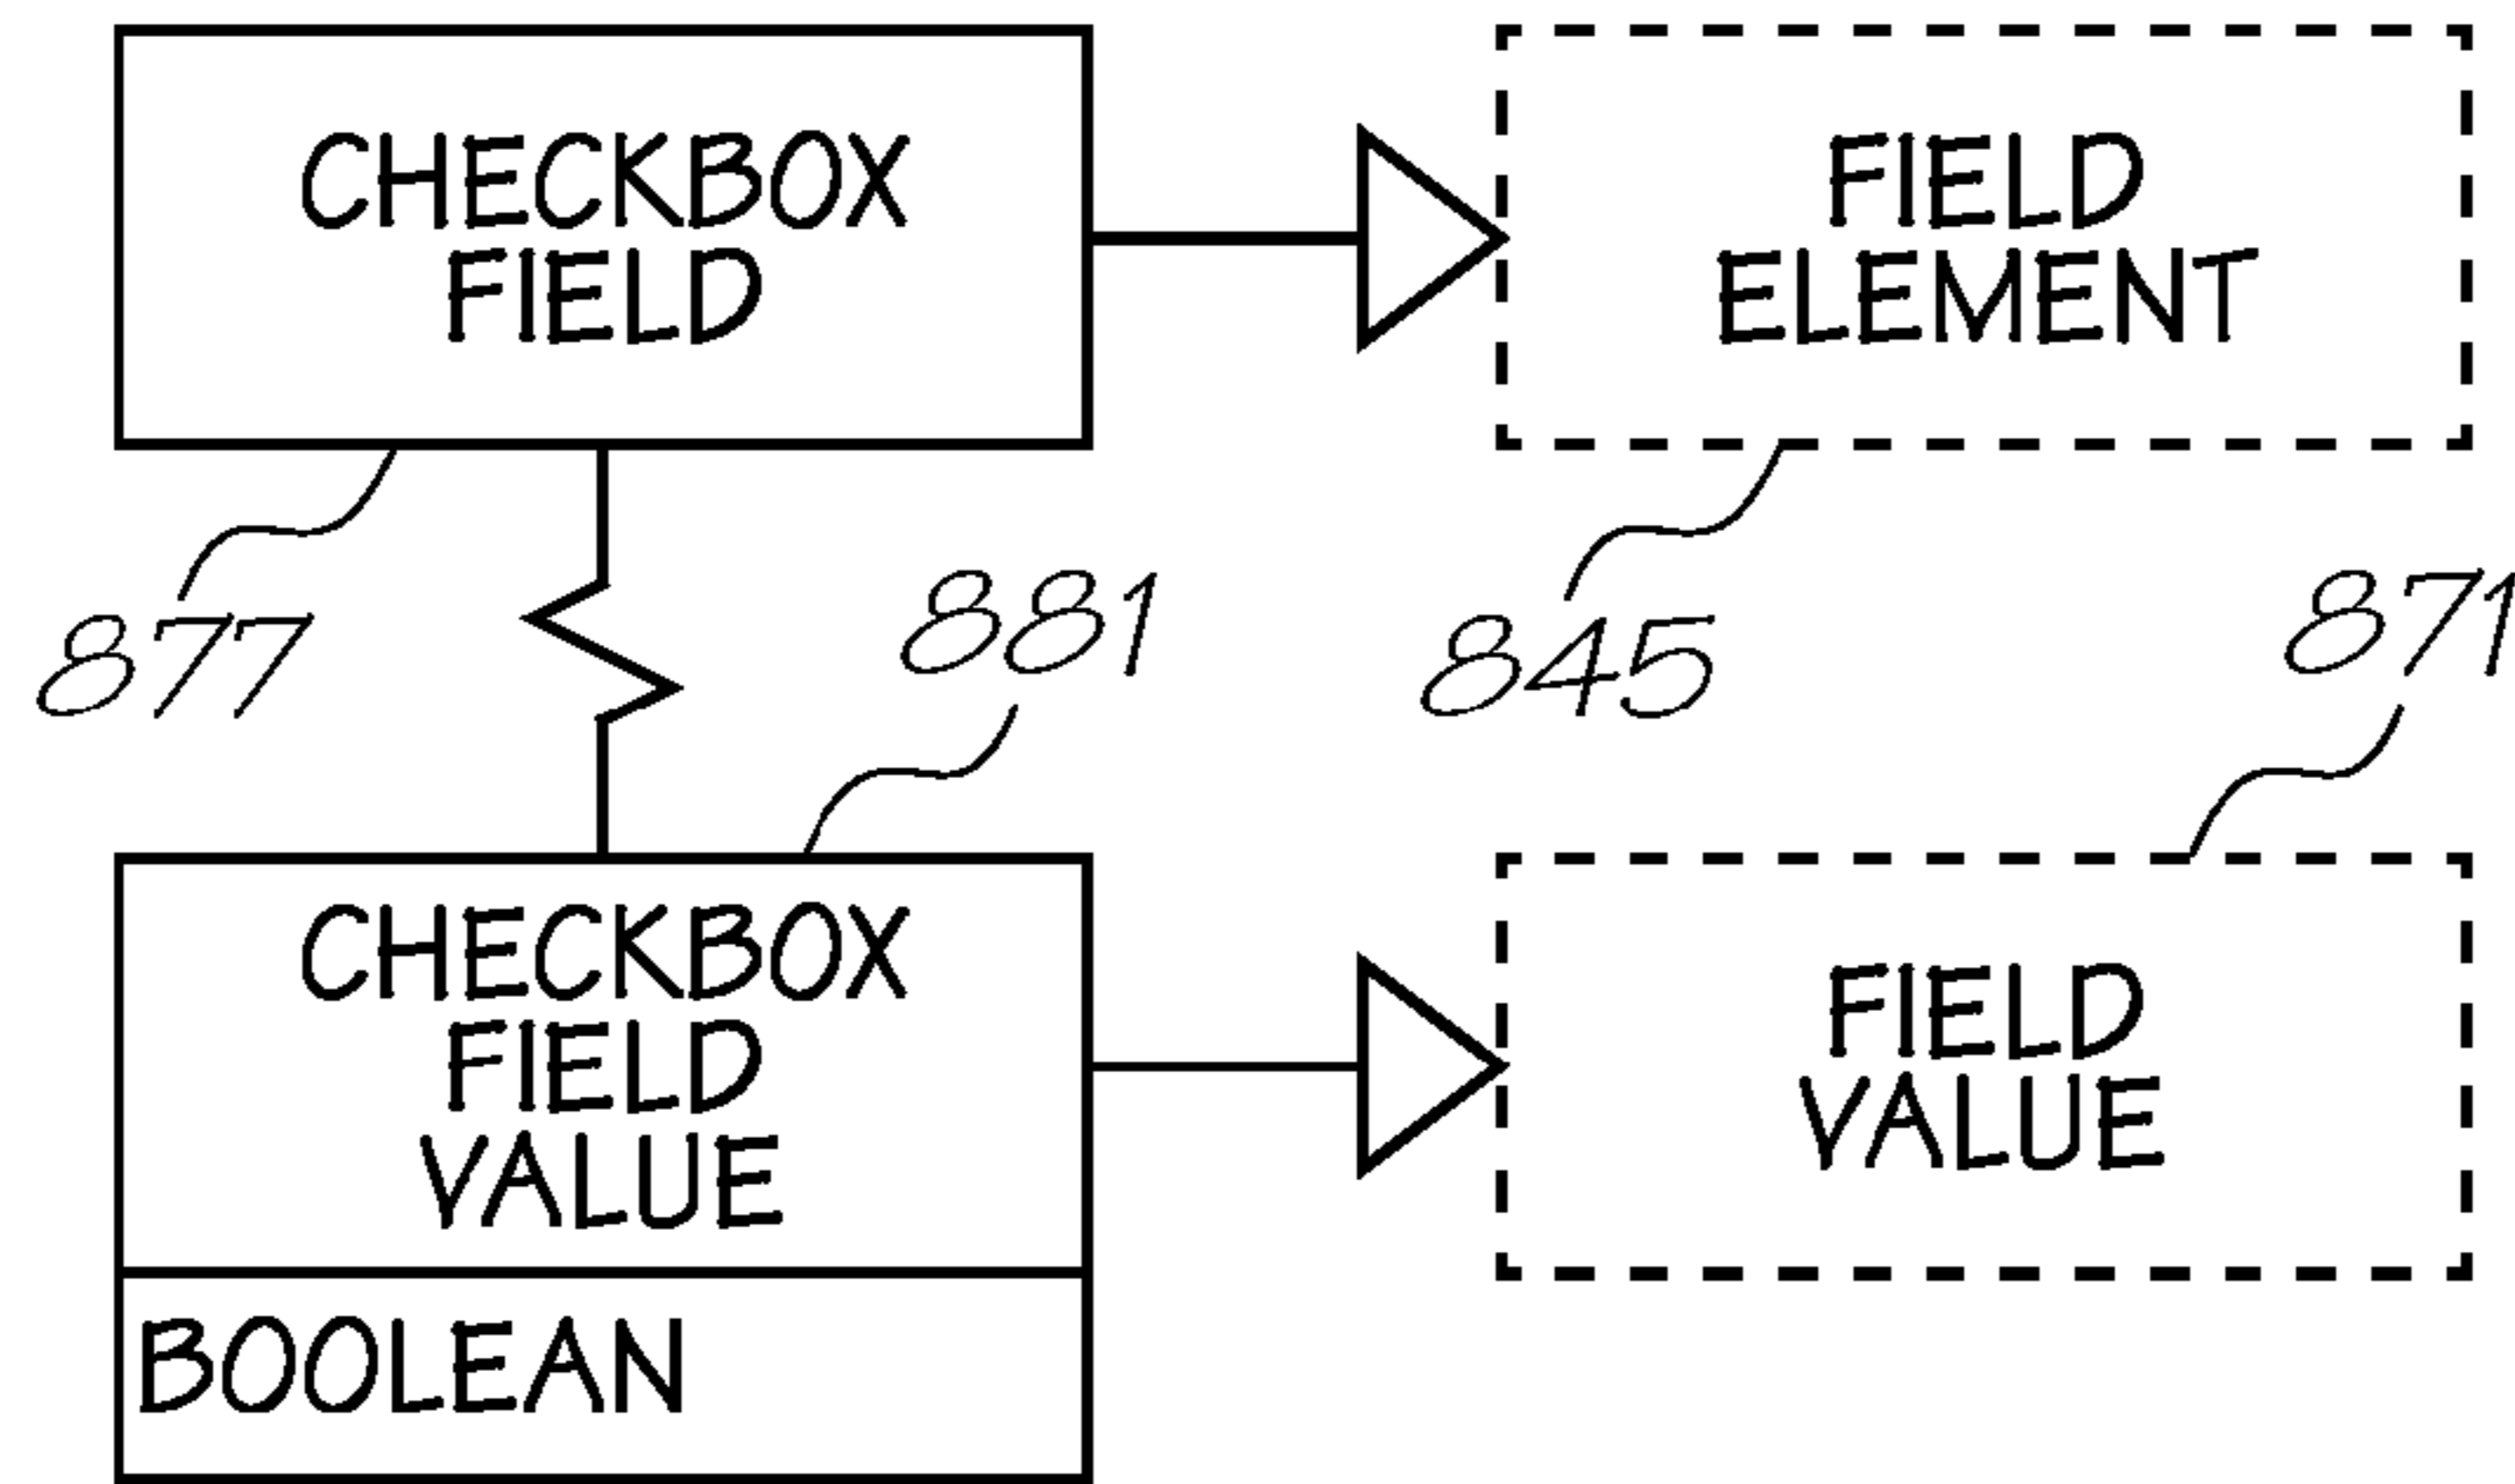 CHECKBOX
FIELD
FIELD
ELEMENT
877
881
845
871
CHECKBOX
FIELD
VALUE
BOOLEAN
FIELD
VALUE